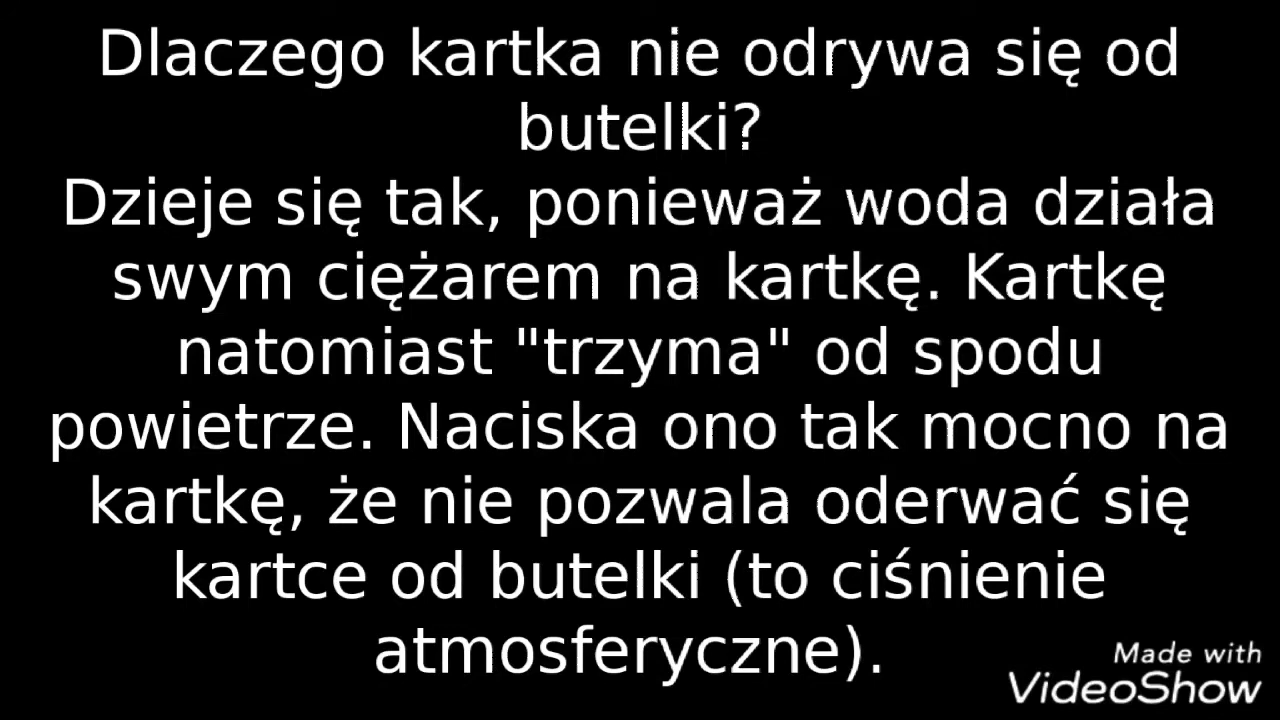 Dlaczego kartka nie odrywa się od
butelki?
Dzieje się tak, ponieważ woda działa
swym ciężarem na kartkę. Kartkę
natomiast "trzyma" od spodu
powietrze. Naciska ono tak mocno na
kartkę, że nie pozwala oderwać się
kartce od butelki (to ciśnienie
atmosferyczne).
Made with
VideoShow